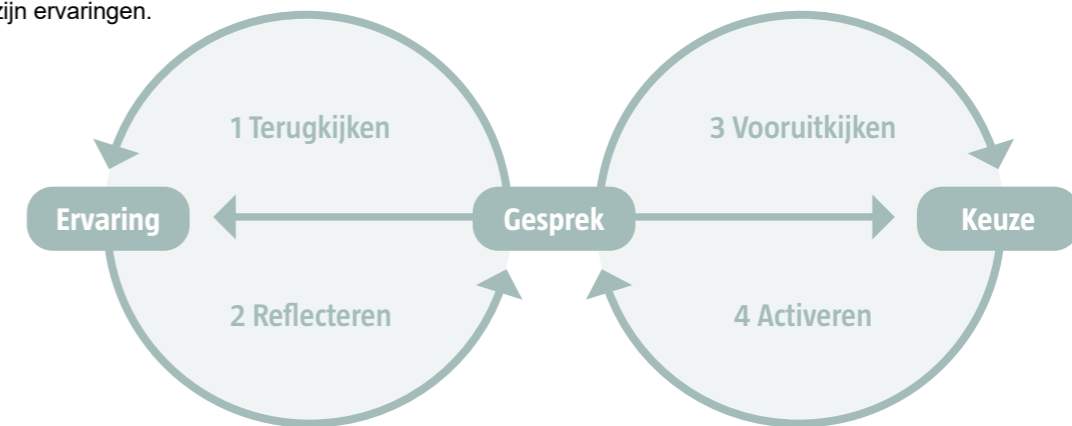 zijn ervaringen.
1 Terugkijken
3 Vooruitkijken
Ervaring
Gesprek
Keuze
2 Reflecteren
4 Activeren